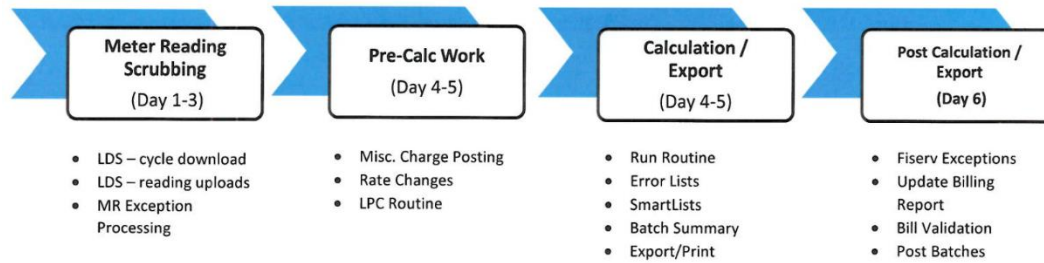 Meter Reading
Scrubbing
(Day 1-3)
• LDS – cycle download
• LDS – reading uploads
• MR Exception
Processing
Pre-Calc Work
(Day 4-5)
• Misc. Charge Posting
• Rate Changes
• LPC Routine
Calculation /
Export
(Day 4-5)
• Run Routine
• Error Lists
• SmartLists
• Batch Summary
• Export/Print
Post Calculation /
Export
(Day 6)
• Fiserv Exceptions
• Update Billing
Report
• Bill Validation
• Post Batches